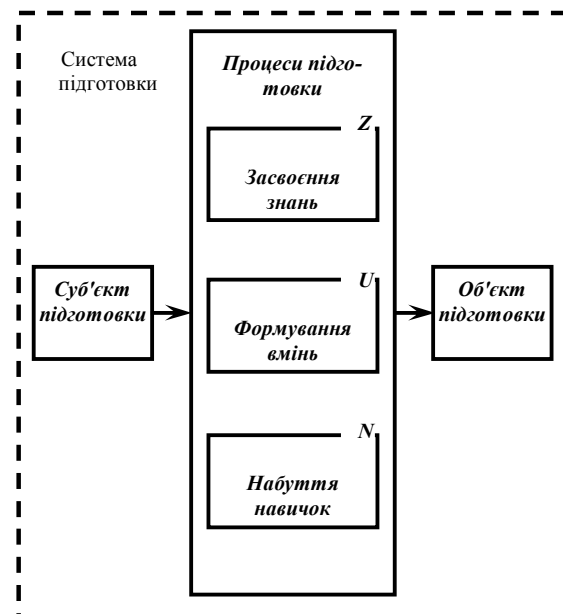 Система
підготовки
Процеси підго-
товки
Z
Засвоєння
знань
Суб'єкт
підготовки
U
Формування
вмінь
Об'єкт
підготовки
N
Набуття
навичок